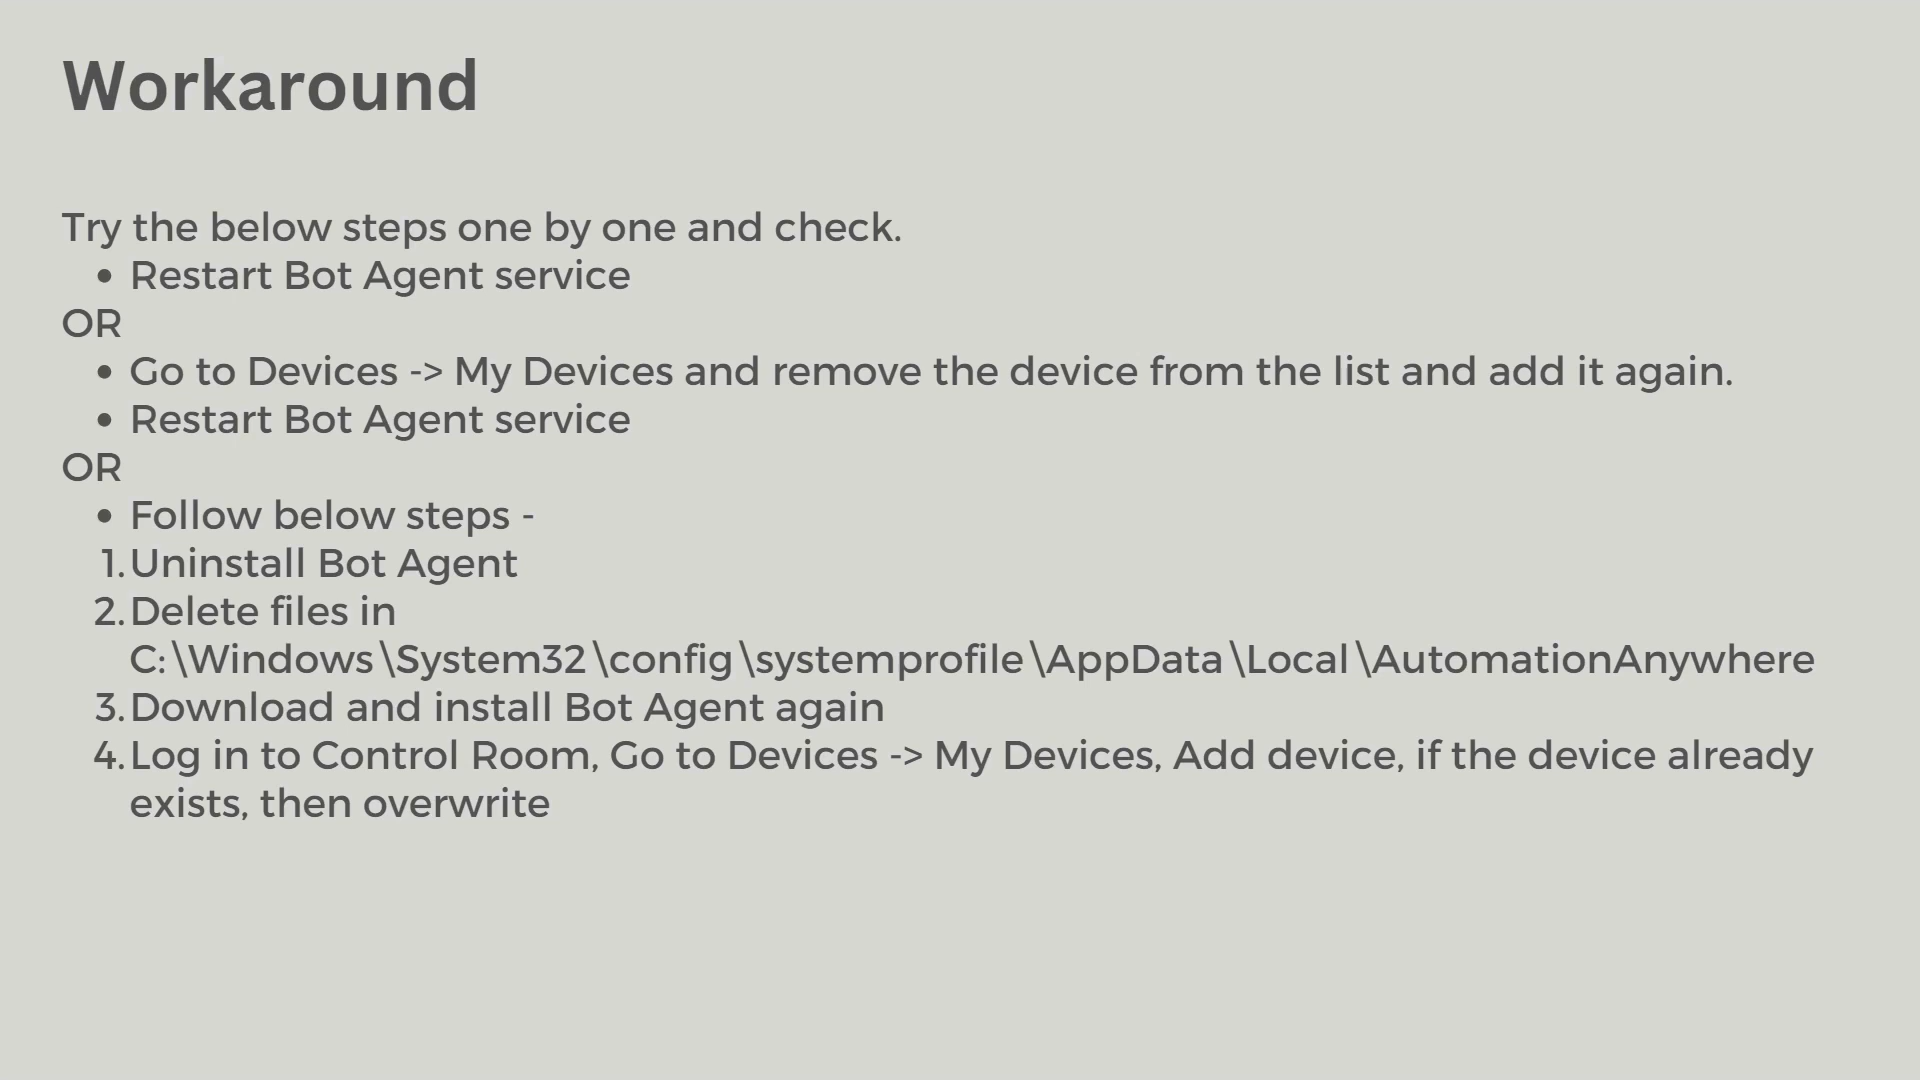 Workaround
Try the below steps one by one and check.
• Restart Bot Agent service
OR
• Go to Devices -> My Devices and remove the device from the list and add it again.
• Restart Bot Agent service
OR
• Follow below steps -
1. Uninstall Bot Agent
2. Delete files in
C:\Windows\System32\config\systemprofile\AppData\Local\AutomationAnywhere
3. Download and install Bot Agent again
4. Log in to Control Room, Go to Devices -> My Devices, Add device, if the device already
exists, then overwrite